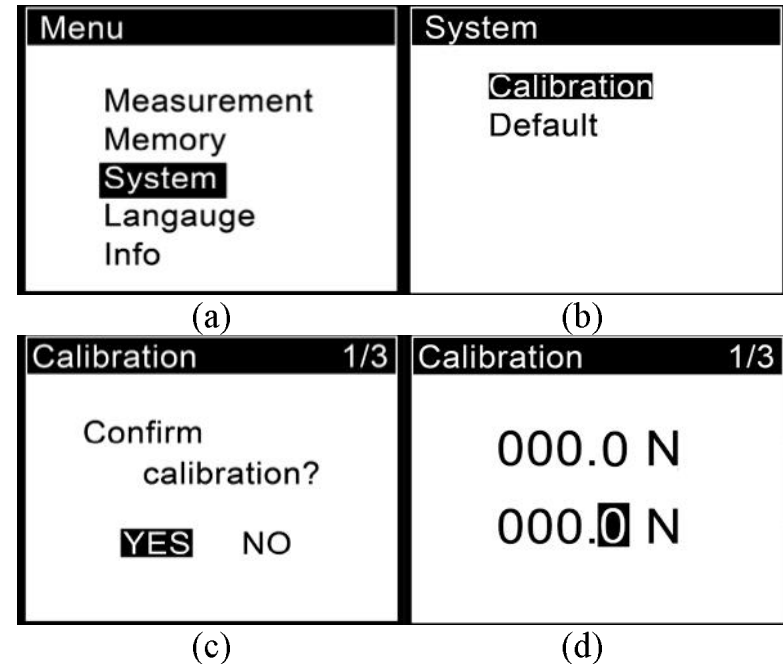 Menu
Measurement
Memory
System
Langauge
Info
(a)
System
Calibration
Default
(b)
Calibration 1/3
Confirm
calibration?
YES NO
(c)
Calibration 1/3
000.0 N
000.0 N
(d)